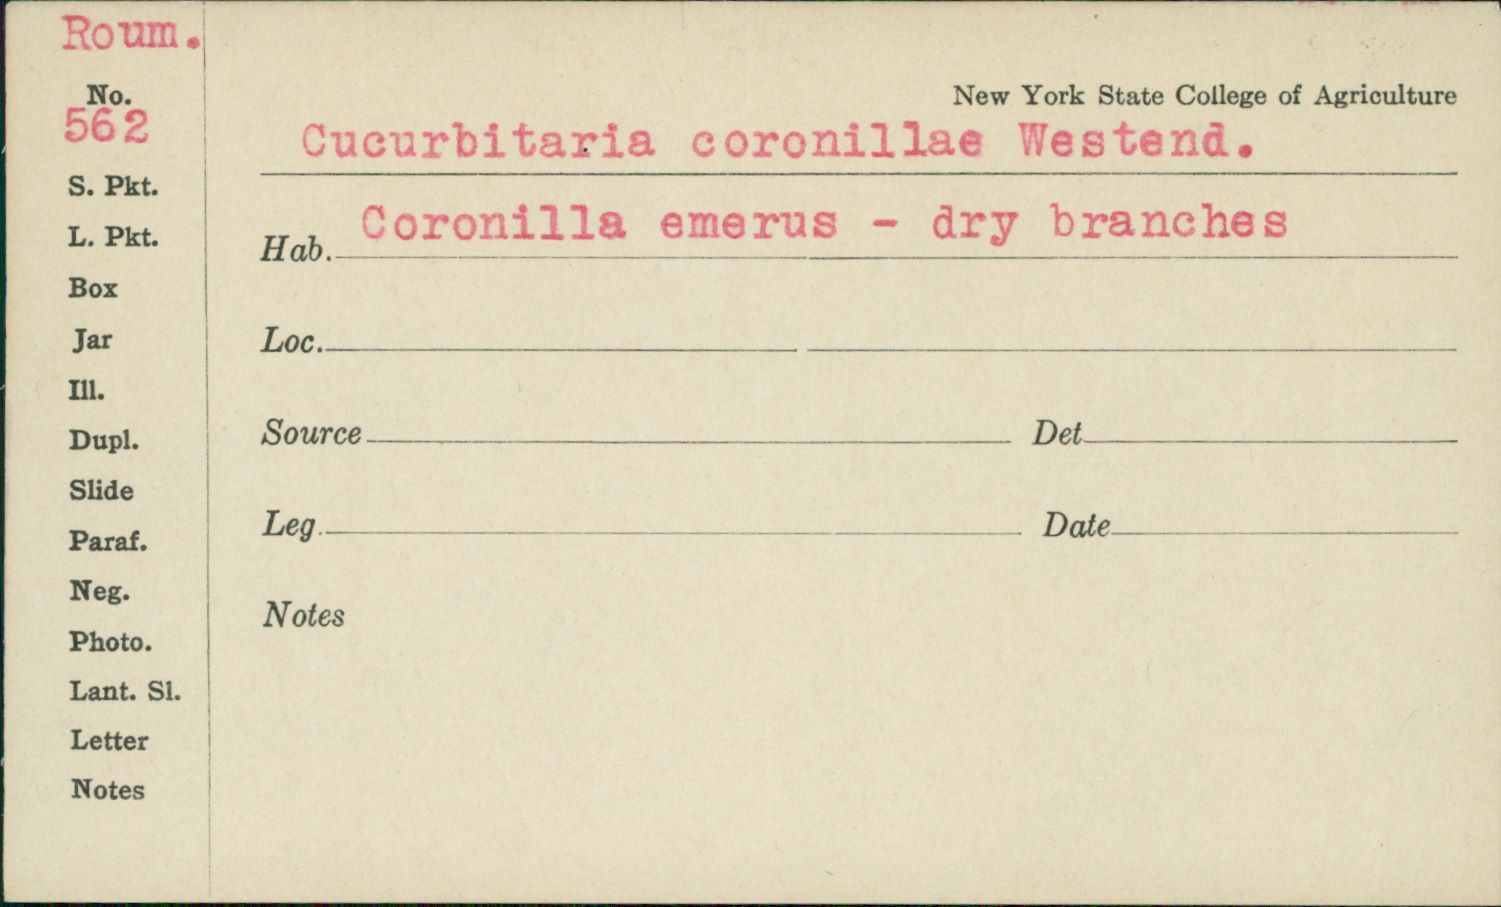 Roum.
No.
562
S. Pkt.
L. Pkt.
Box
Jar
Ill.
Dupl.
Slide
Paraf.
Neg.
Photo.
Lant. Sl.
Letter
Notes
New York State College of Agriculture
Cucurbitaria coronillae Westend.
Hab. Coronilla emerus - dry branches
Loc.
Source Det
Leg. Date
Notes